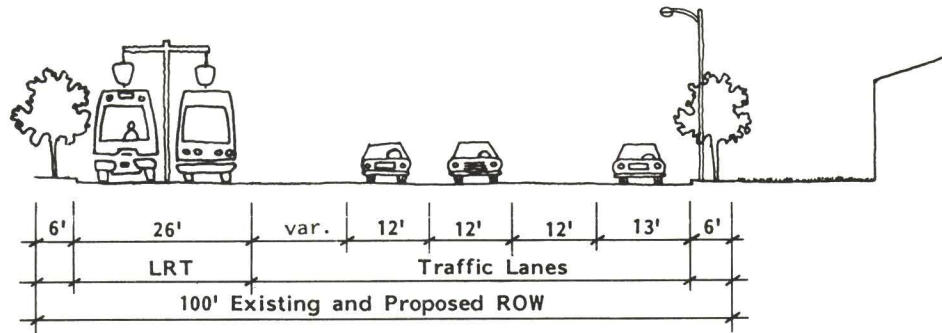 6' 26' var. 12' 12' 12' 13' 6'
LRT Traffic Lanes
100' Existing and Proposed ROW